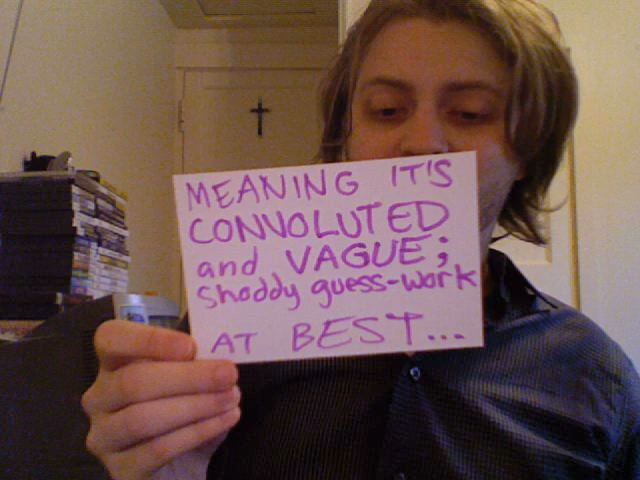 MEANING IT'S
CONVOLUTED
and VAGUE;
Shoddy guess-work
AT BEST...